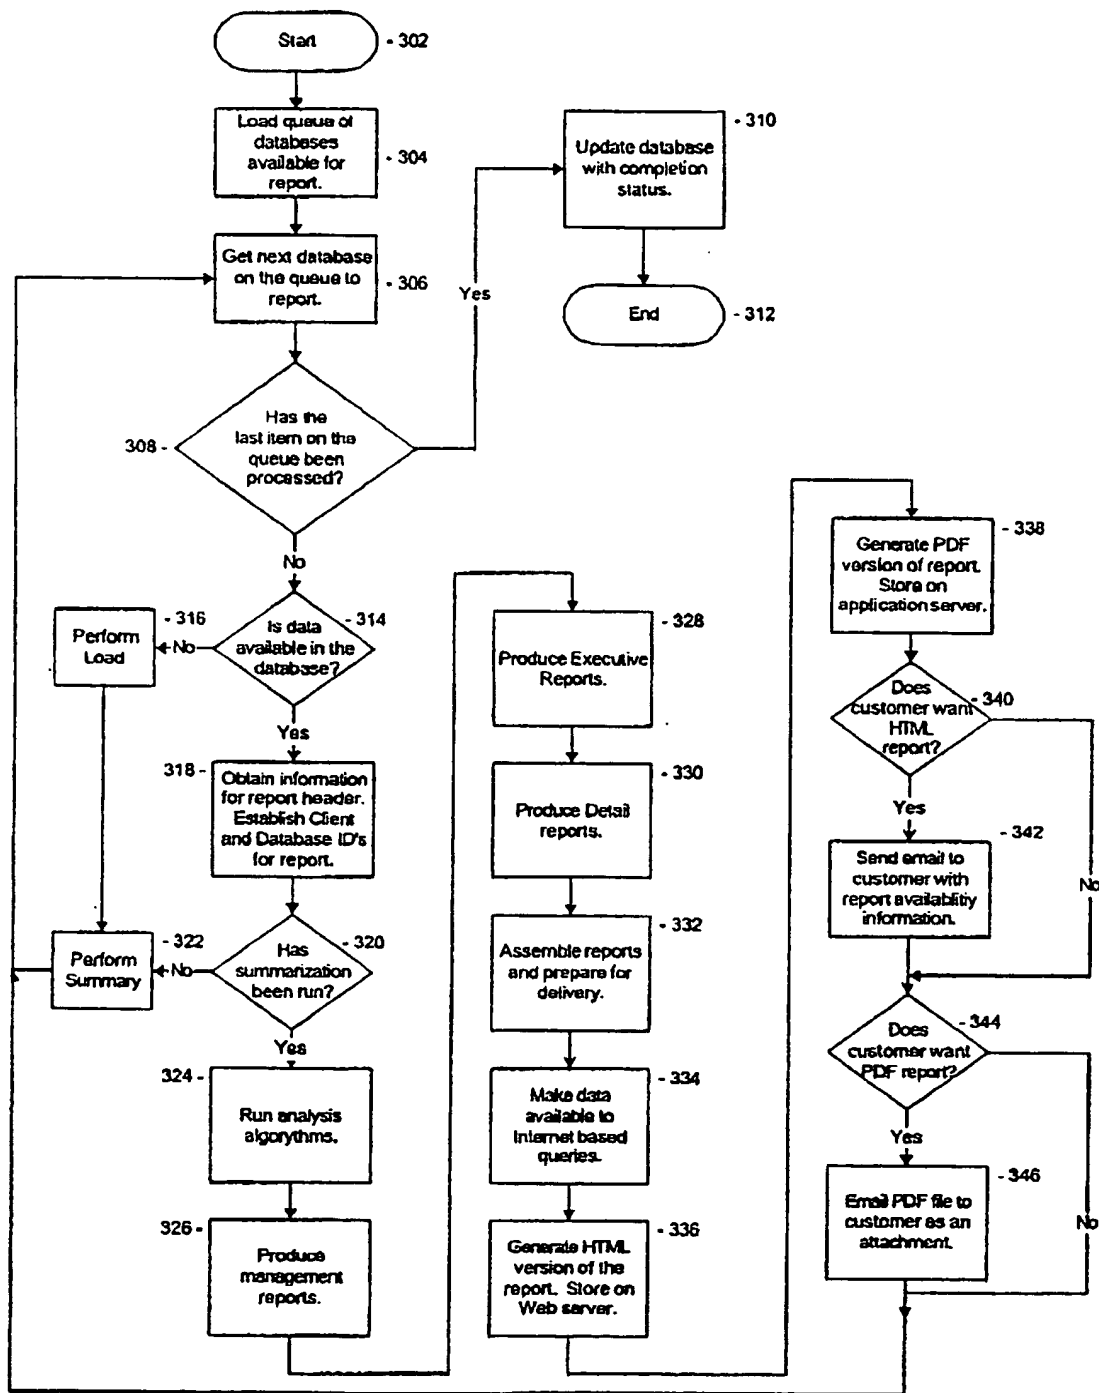 Start
- 302
Load queue of
databases
available for
report.
- 304
Get next database
on the queue to
report.
- 306
Has the
last item on the
queue been
processed?
308 -
Yes
Update database
with completion
status.
- 310
End
- 312
No
Is data
available in the
database?
- 314
No
Perform
Load
- 316
Yes
318 -
Obtain information
for report header.
Establish Client
and Database ID's
for report.
Has
summarization
been run?
- 320
No
Perform
Summary
- 322
Yes
324 -
Run analysis
algorythms.
326 -
Produce
management
reports.
Produce Executive
Reports.
- 328
Produce Detail
reports.
- 330
Assemble reports
and prepare for
delivery.
- 332
Make data
available to
Internet based
queries.
- 334
Generate HTML
version of the
report. Store on
Web server.
- 336
Generate PDF
version of report.
Store on
application server.
- 338
Does
customer want
HTML
report?
- 340
Yes
No
Send email to
customer with
report availablitiy
information.
- 342
Does
customer want
PDF report?
- 344
Yes
No
Email PDF file to
customer as an
attachment.
- 346